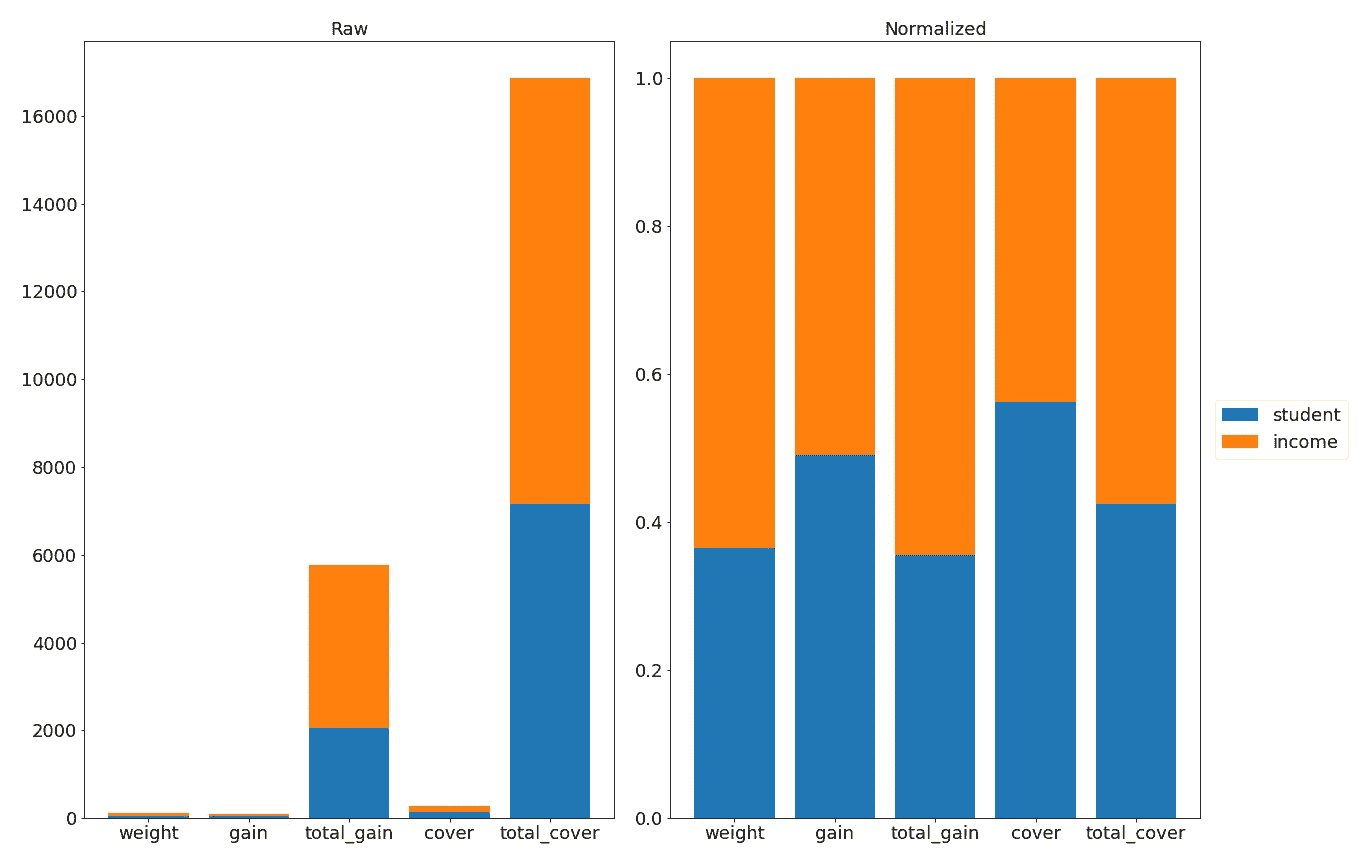 Raw
16000
14000
12000
10000
8000
6000
4000
2000
0
weight gain total_gain cover total_cover
Normalized
1.0
0.8
0.6
0.4
0.2
0.0
weight gain total_gain cover total_cover
student
income